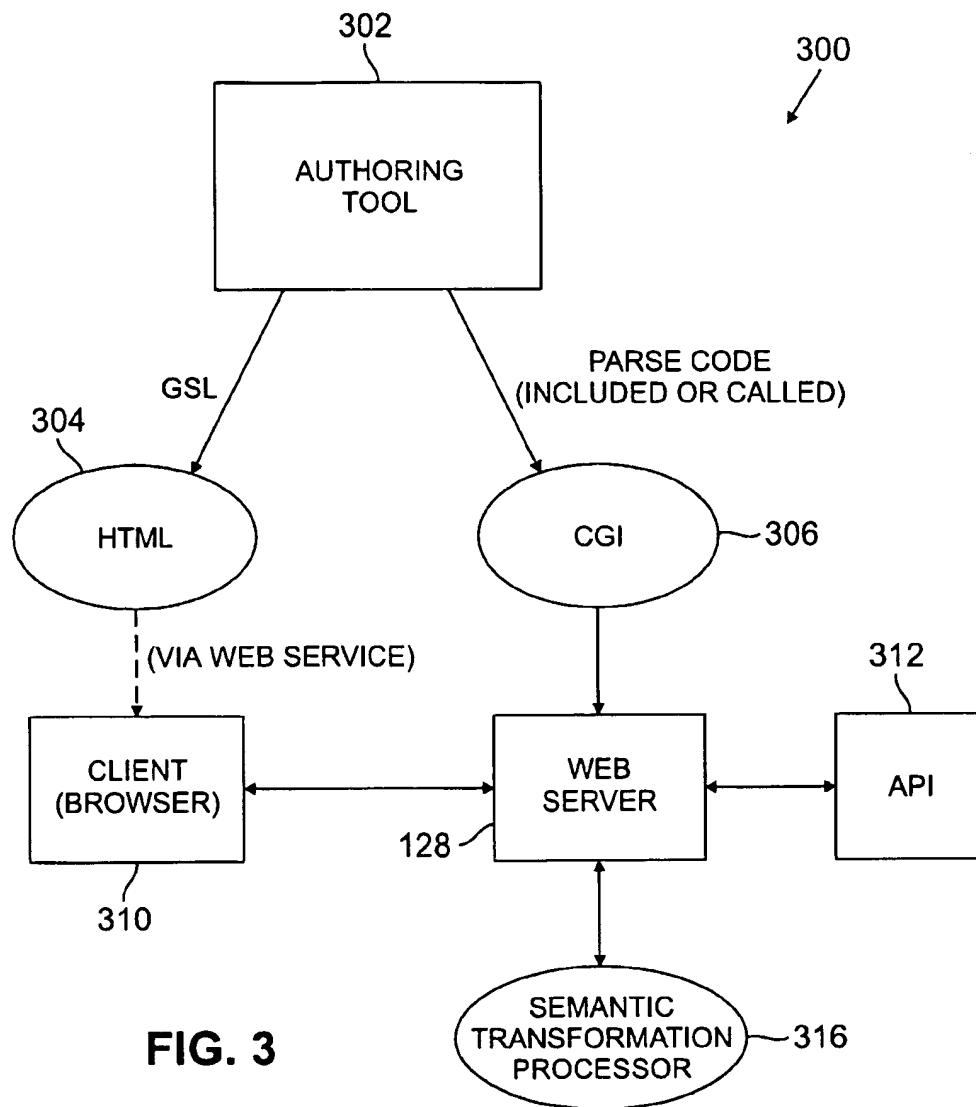 302
300
AUTHORING
TOOL
GSL
PARSE CODE
(INCLUDED OR CALLED)
304
HTML
CGI
306
(VIA WEB SERVICE)
312
CLIENT
(BROWSER)
WEB
SERVER
API
128
310
SEMANTIC
TRANSFORMATION
PROCESSOR
316
FIG. 3